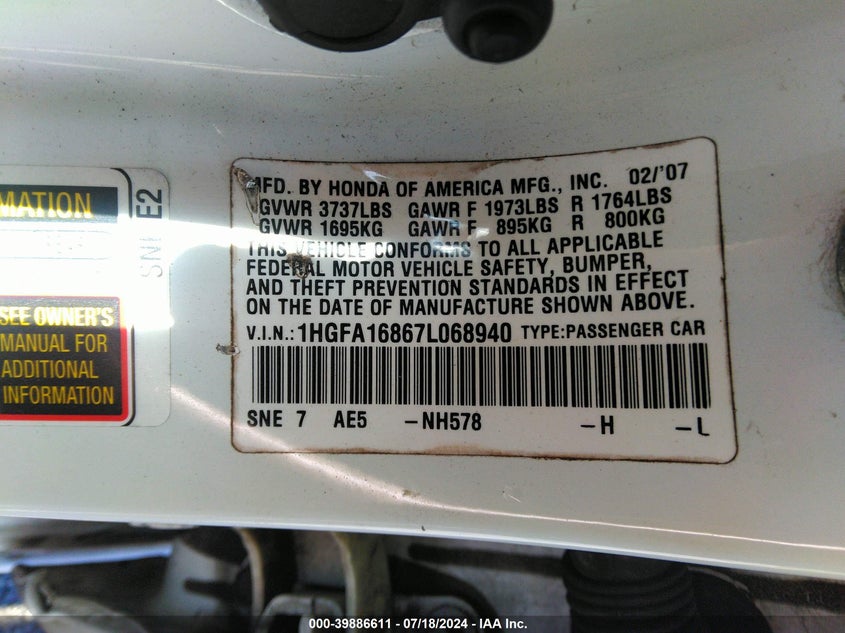 MATION
SNE E2
SEE OWNER'S
MANUAL FOR
ADDITIONAL
INFORMATION
MFD. BY HONDA OF AMERICA MFG., INC. 02/'07
GVWR 3737LBS GAWR F 1973LBS R 1764LBS
GVWR 1695KG GAWR F 895KG R 800KG
THIS VEHICLE CONFORMS TO ALL APPLICABLE
FEDERAL MOTOR VEHICLE SAFETY, BUMPER,
AND THEFT PREVENTION STANDARDS IN EFFECT
ON THE DATE OF MANUFACTURE SHOWN ABOVE.
V.I.N.: 1HGFA16867L068940 TYPE:PASSENGER CAR
SNE 7 AE5 -NH578 -H -L
000-39886611 - 07/18/2024 - IAA Inc.